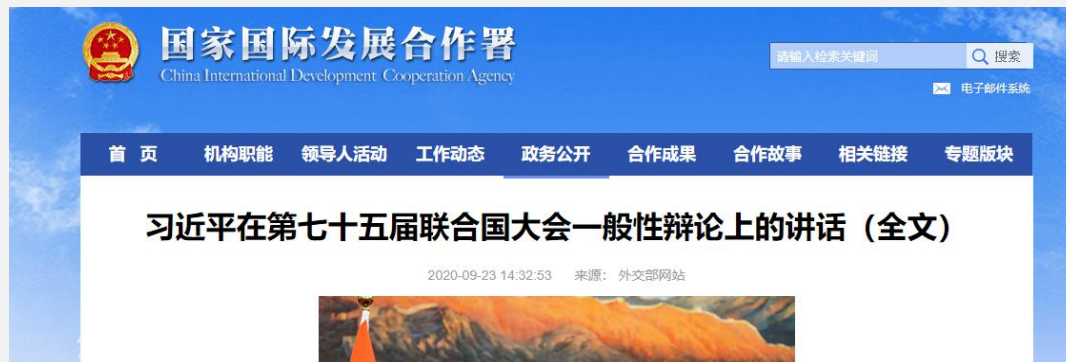 国家国际发展合作署
China International Development Cooperation Agency
请输入检索关键词 搜索
电子邮件系统
首 页 机构职能 领导人活动 工作动态 政务公开 合作成果 合作故事 相关链接 专题版块
习近平在第七十五届联合国大会一般性辩论上的讲话（全文）
2020-09-23 14:32:53 来源： 外交部网站